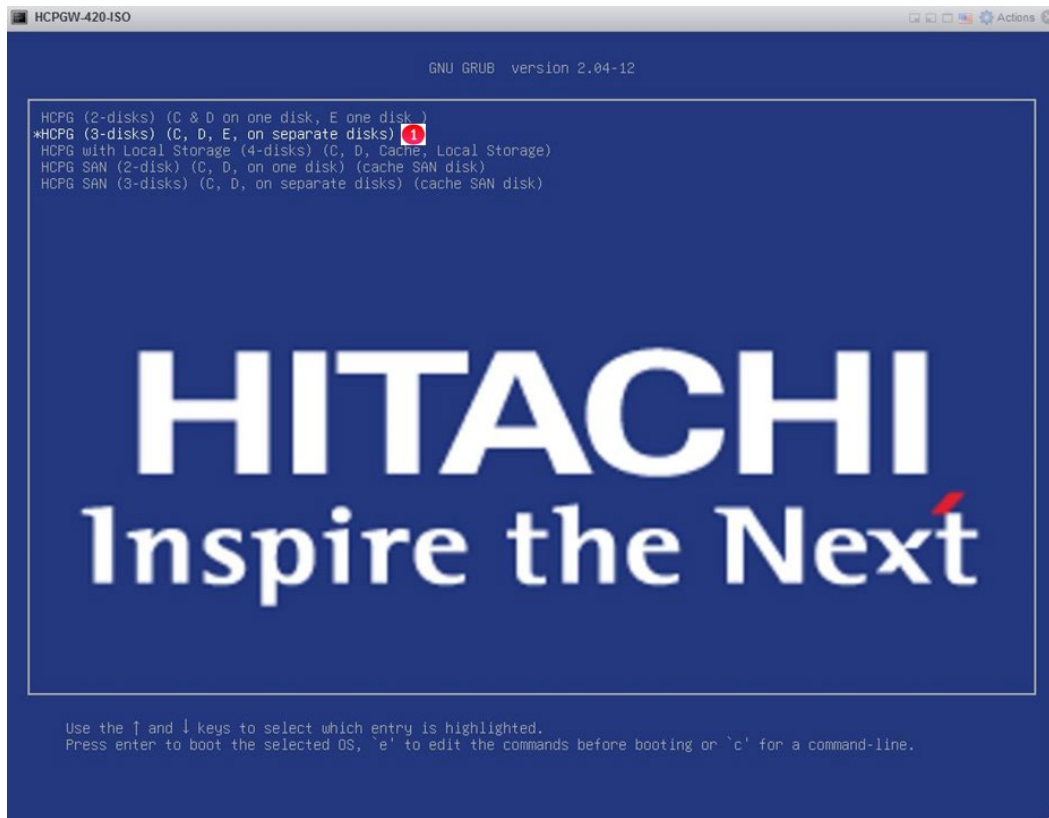 HCPGW-420-ISO
Actions
GNU GRUB version 2.04-12
HCPG (2-disks) (C & D on one disk, E one disk )
*HCPG (3-disks) (C, D, E, on separate disks) 1
HCPG with Local Storage (4-disks) (C, D, Cache, Local Storage)
HCPG SAN (2-disk) (C, D, on one disk) (cache SAN disk)
HCPG SAN (3-disks) (C, D, on separate disks) (cache SAN disk)
HITACHI
Inspire the Next
Use the ↑ and ↓ keys to select which entry is highlighted.
Press enter to boot the selected OS, `e' to edit the commands before booting or `c' for a command-line.